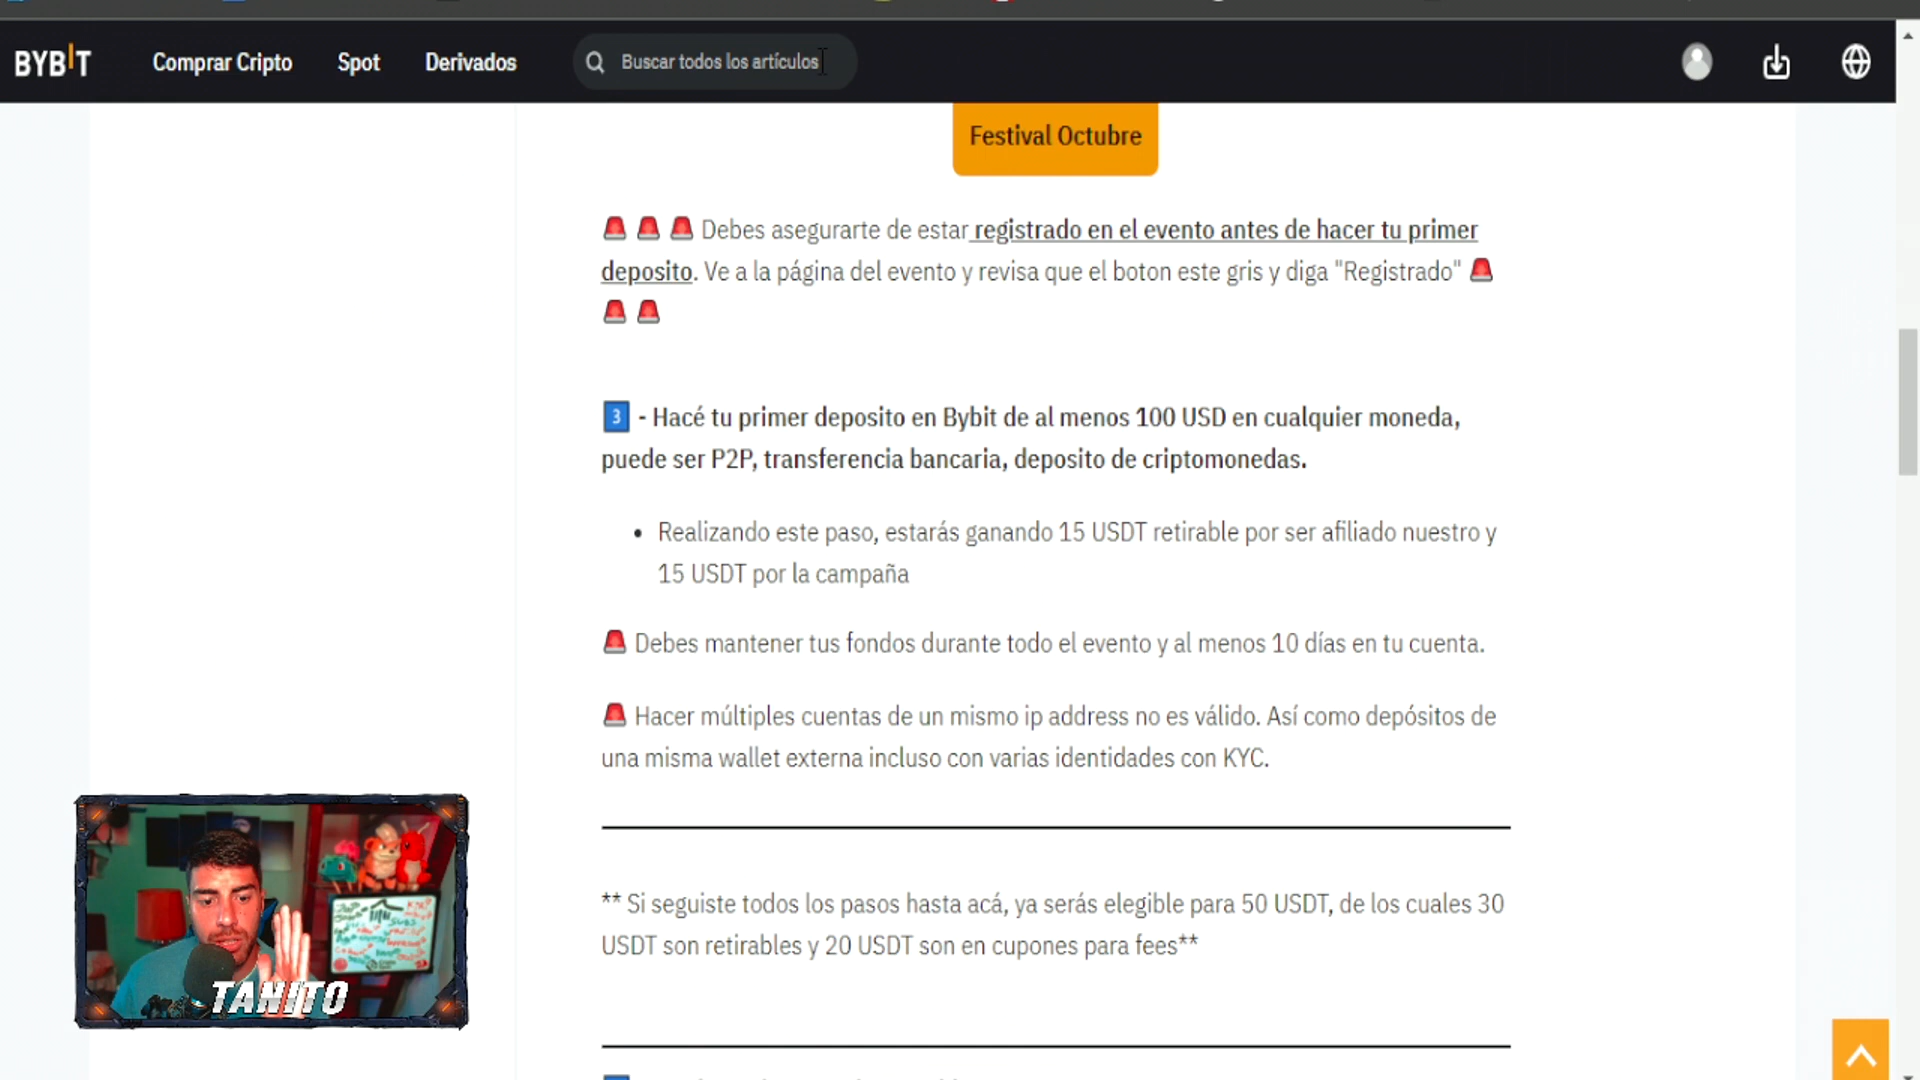 BYBIT
Comprar Cripto
Spot
Derivados
Buscar todos los artículos
Festival Octubre
🚨 🚨 🚨 Debes asegurarte de estar registrado en el evento antes de hacer tu primer
deposito. Ve a la página del evento y revisa que el boton este gris y diga "Registrado" 🚨
🚨 🚨
3 - Hacé tu primer deposito en Bybit de al menos 100 USD en cualquier moneda,
puede ser P2P, transferencia bancaria, deposito de criptomonedas.
• Realizando este paso, estarás ganando 15 USDT retirable por ser afiliado nuestro y
15 USDT por la campaña
🚨 Debes mantener tus fondos durante todo el evento y al menos 10 días en tu cuenta.
🚨 Hacer múltiples cuentas de un mismo ip address no es válido. Así como depósitos de
una misma wallet externa incluso con varias identidades con KYC.
** Si seguiste todos los pasos hasta acá, ya serás elegible para 50 USDT, de los cuales 30
USDT son retirables y 20 USDT son en cupones para fees**
TANITO